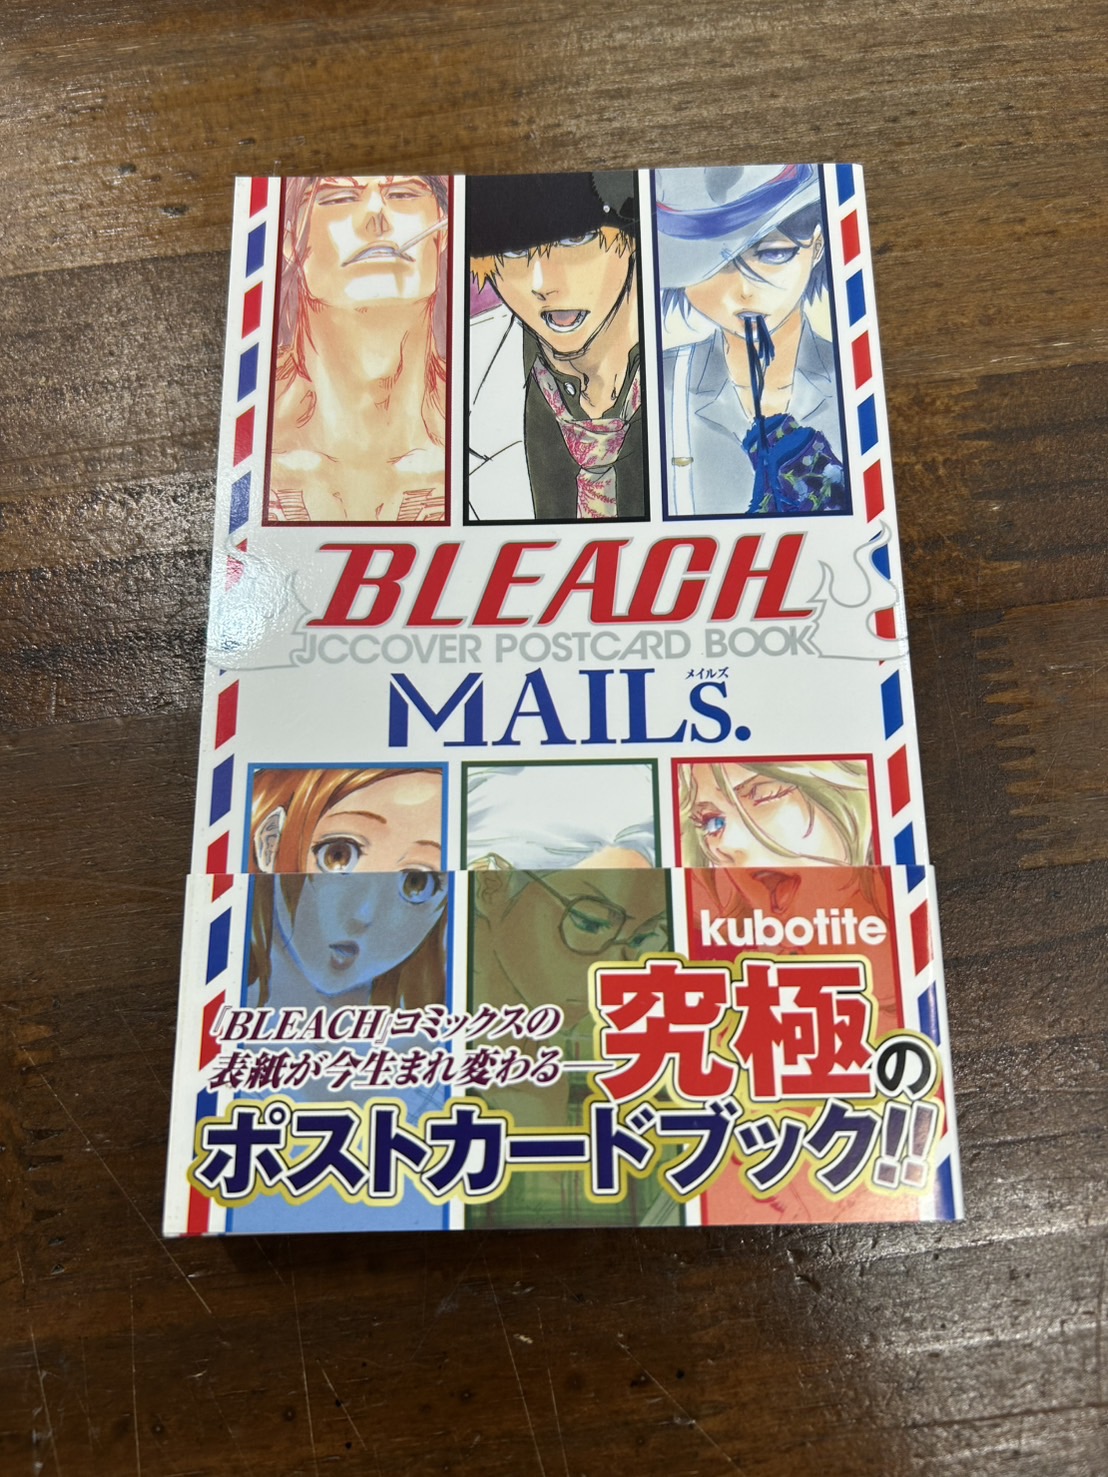 BLEACH
JCCOVER POSTCARD BOOK
メイルズ
MAILs.
kubotite
『BLEACH』コミックスの
表紙が今生まれ変わる―
究極の
ポストカードブック!!